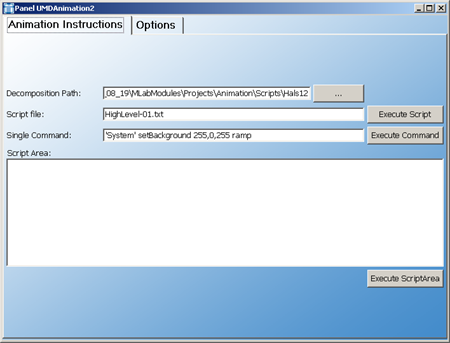 Panel UMDAnimation2
Animation Instructions Options
Decomposition Path: _08_19\MLabModules\Projects\Animation\Scripts\Hals12 ...
Script file: HighLevel-01.txt Execute Script
Single Command: 'System' setBackground 255,0,255 ramp Execute Command
Script Area:
Execute ScriptArea